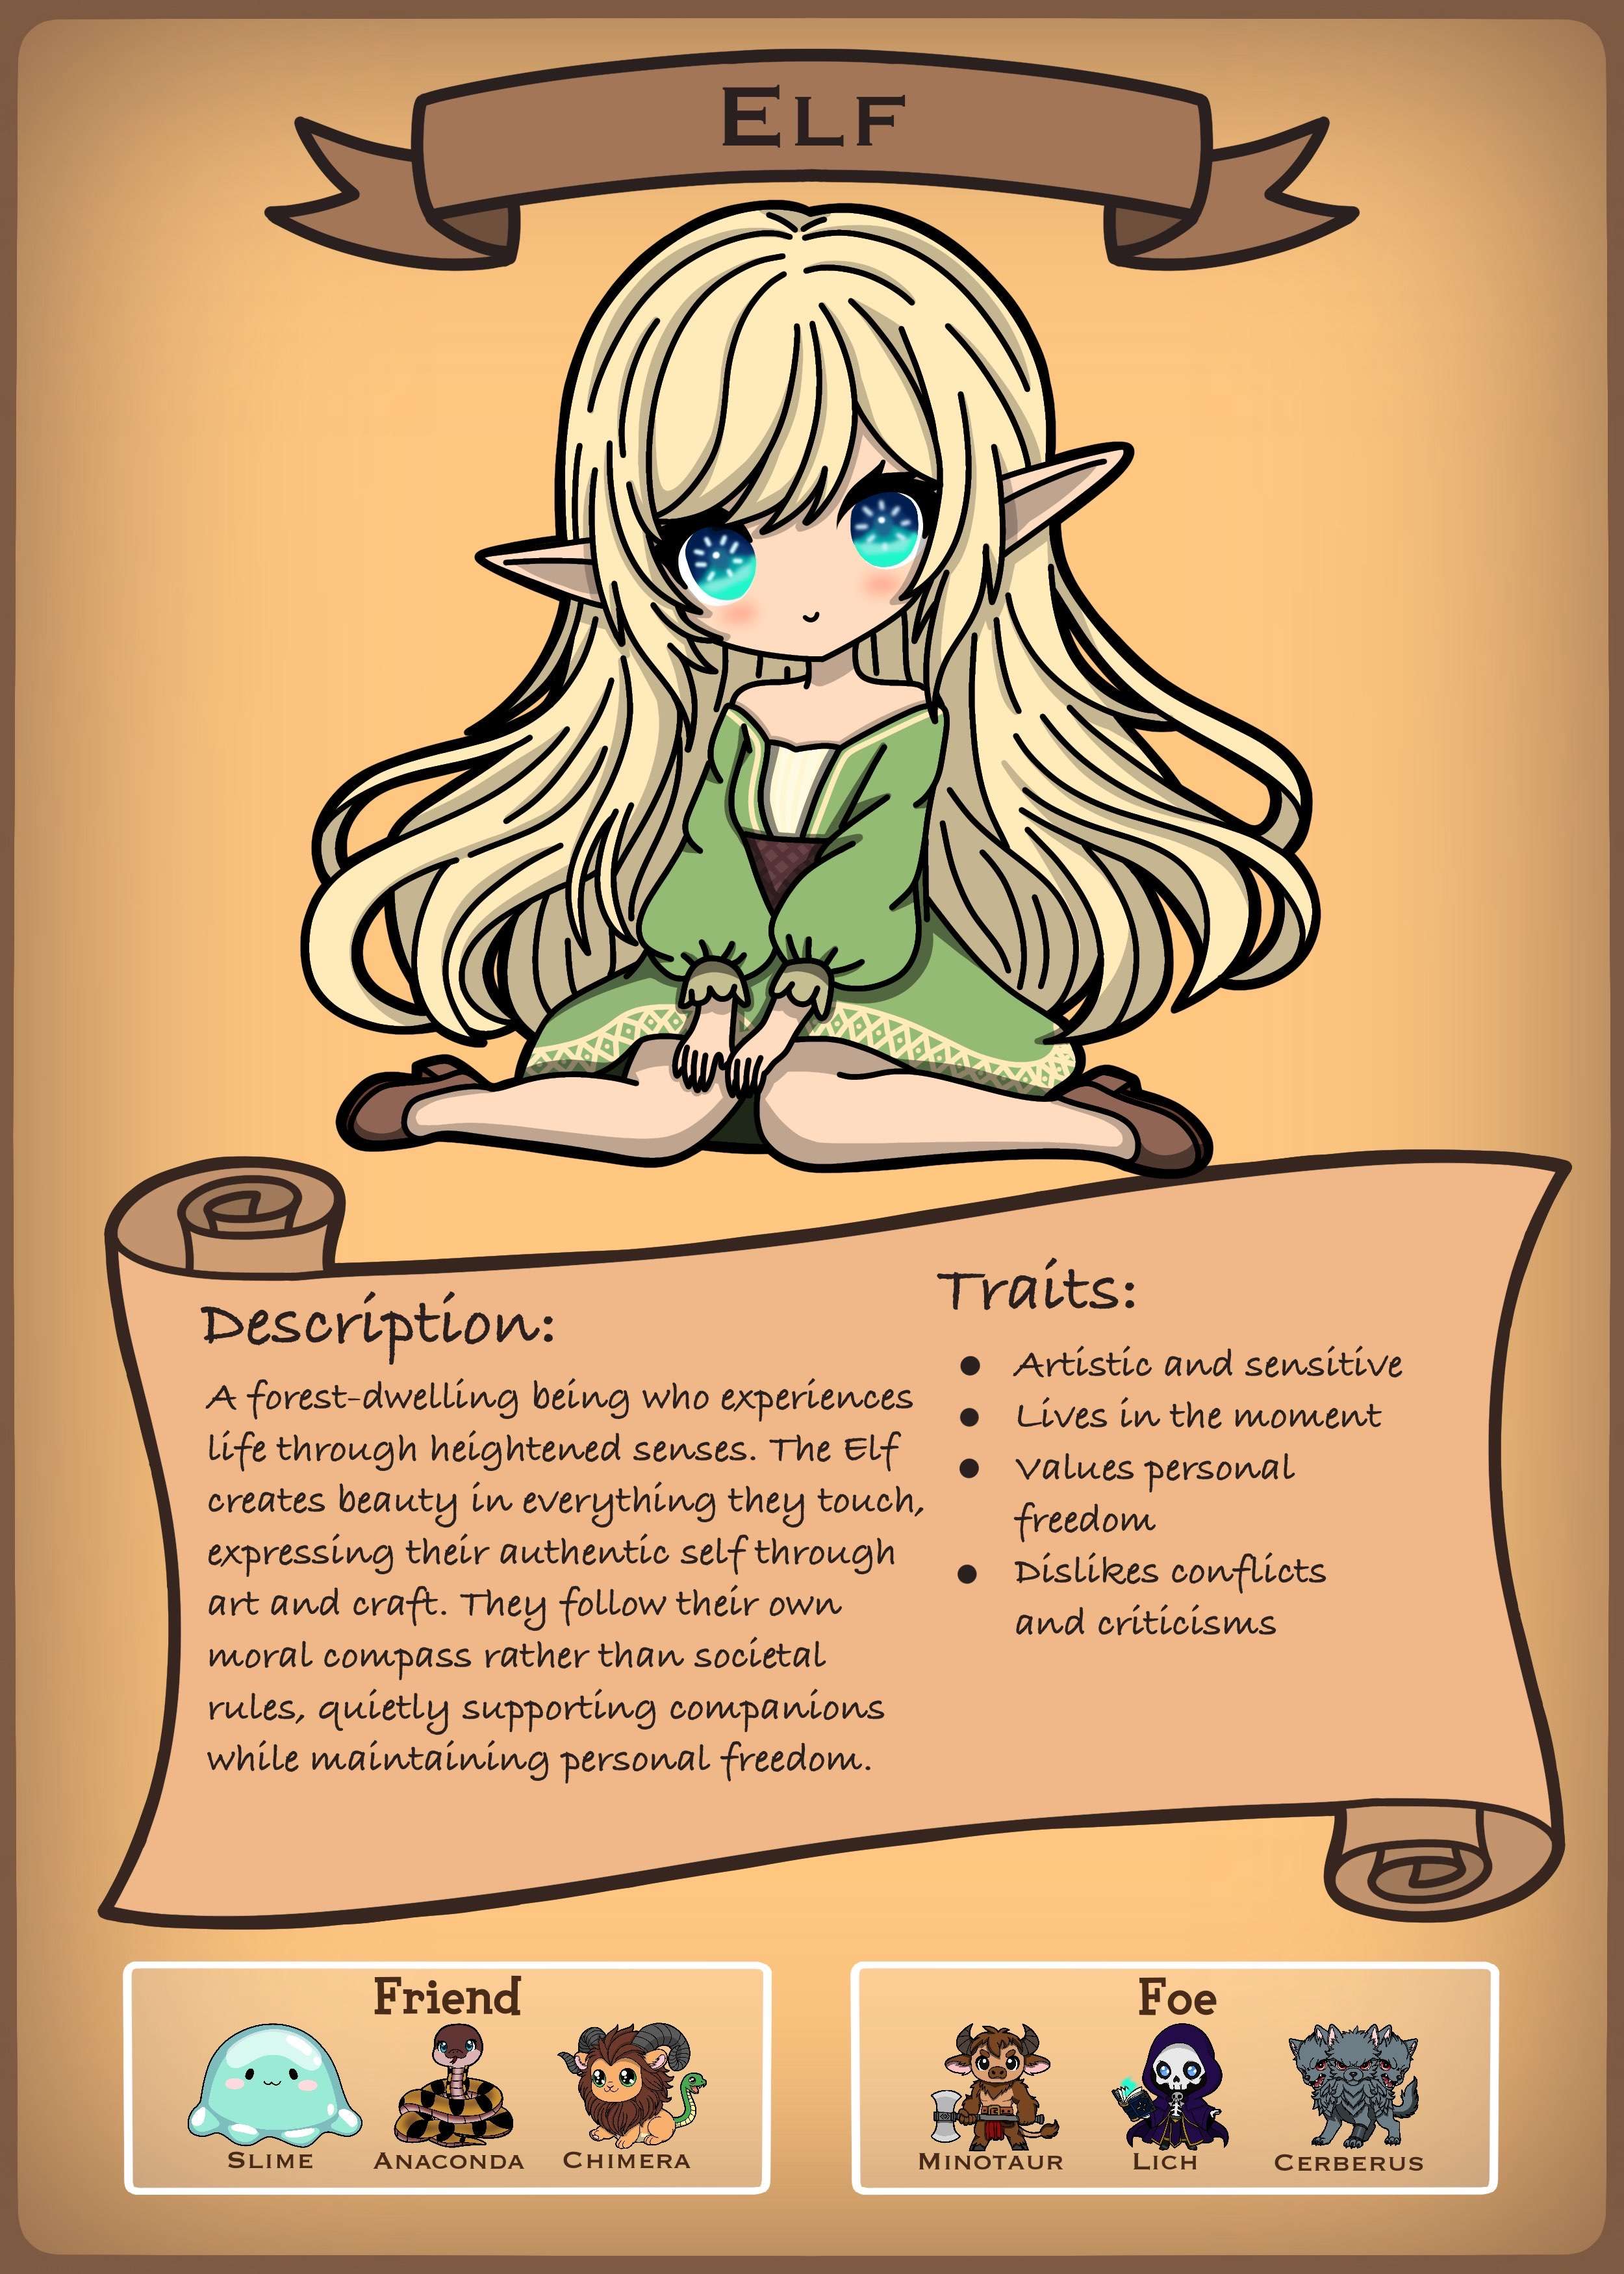 ELF
Description:
A forest-dwelling being who experiences
life through heightened senses. The Elf
creates beauty in everything they touch,
expressing their authentic self through
art and craft. They follow their own
moral compass rather than societal
rules, quietly supporting companions
while maintaining personal freedom.
Traits:
● Artistic and sensitive
● Lives in the moment
● Values personal
freedom
● Dislikes conflicts
and criticisms
Friend
SLIME ANACONDA CHIMERA
Foe
MINOTAUR LICH CERBERUS